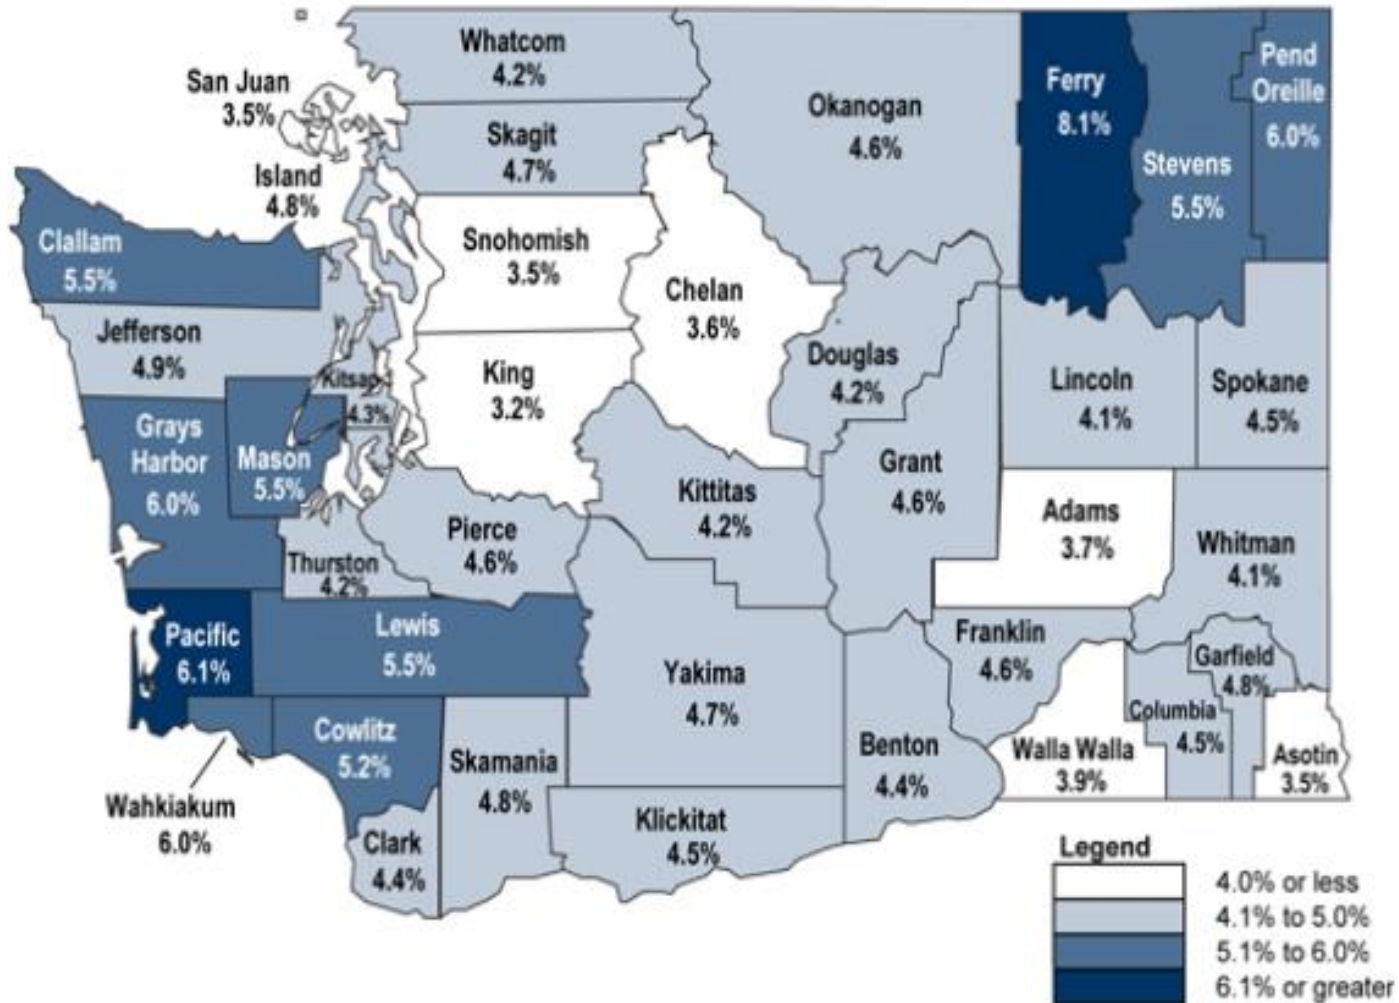 Whatcom
4.2%
San Juan
3.5%
Skagit
4.7%
Island
4.8%
Okanogan
4.6%
Ferry
8.1%
Stevens
5.5%
Pend
Oreille
6.0%
Clallam
5.5%
Snohomish
3.5%
Chelan
3.6%
Jefferson
4.9%
Kitsap
4.3%
King
3.2%
Douglas
4.2%
Lincoln
4.1%
Spokane
4.5%
Grays
Harbor
6.0%
Mason
5.5%
Kittitas
4.2%
Grant
4.6%
Adams
3.7%
Whitman
4.1%
Thurston
4.2%
Pierce
4.6%
Pacific
6.1%
Lewis
5.5%
Yakima
4.7%
Franklin
4.6%
Garfield
4.8%
Columbia
4.5%
Wahkiakum
6.0%
Cowlitz
5.2%
Skamania
4.8%
Benton
4.4%
Walla Walla
3.9%
Asotin
3.5%
Clark
4.4%
Klickitat
4.5%
Legend
4.0% or less
4.1% to 5.0%
5.1% to 6.0%
6.1% or greater